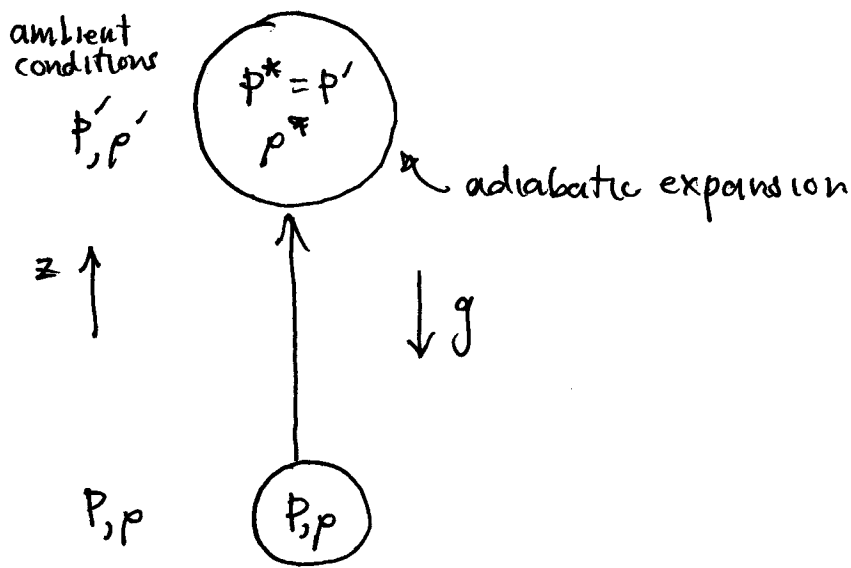 ambient
conditions
P′, ρ′
P* = P′
ρ*
adiabatic expansion
z
g
P, ρ
P, ρ